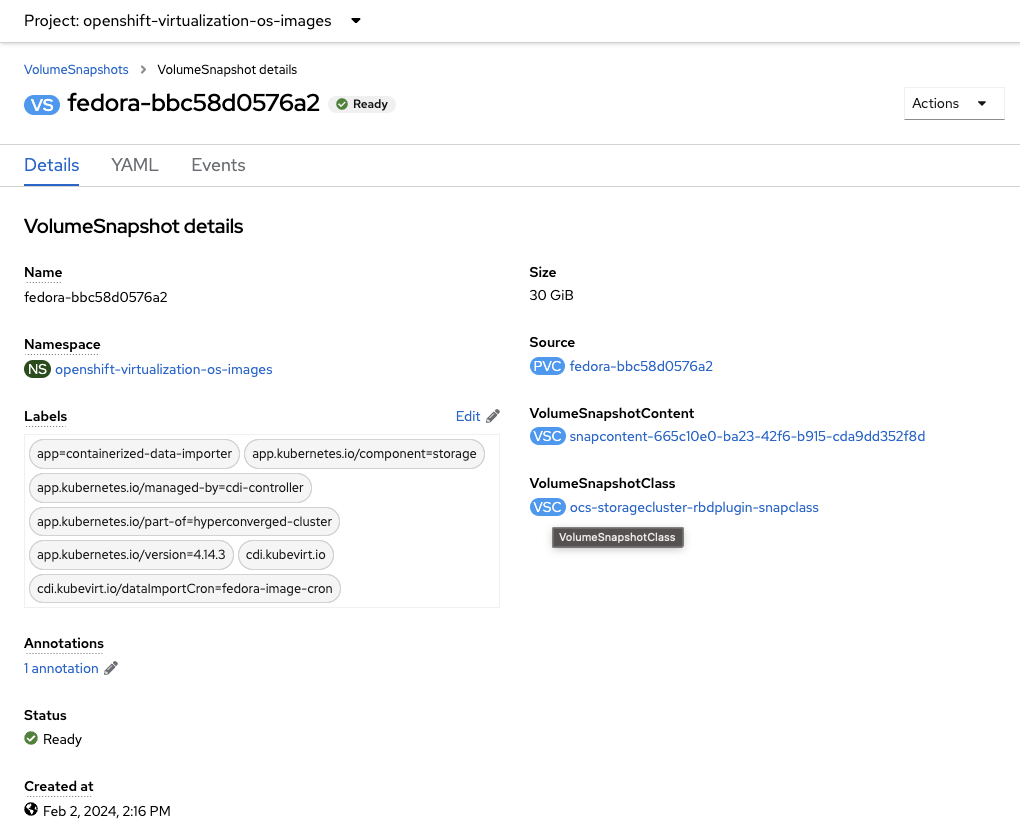 Project: openshift-virtualization-os-images
VolumeSnapshots > VolumeSnapshot details
VS fedora-bbc58d0576a2 Ready
Actions
Details YAML Events
VolumeSnapshot details
Name
fedora-bbc58d0576a2
Namespace
NS openshift-virtualization-os-images
Labels Edit
app=containerized-data-importer app.kubernetes.io/component=storage
app.kubernetes.io/managed-by=cdi-controller
app.kubernetes.io/part-of=hyperconverged-cluster
app.kubernetes.io/version=4.14.3 cdi.kubevirt.io
cdi.kubevirt.io/dataImportCron=fedora-image-cron
Annotations
1 annotation
Status
Ready
Created at
Feb 2, 2024, 2:16 PM
Size
30 GiB
Source
PVC fedora-bbc58d0576a2
VolumeSnapshotContent
VSC snapcontent-665c10e0-ba23-42f6-b915-cda9dd352f8d
VolumeSnapshotClass
VSC ocs-storagecluster-rbdplugin-snapclass
VolumeSnapshotClass